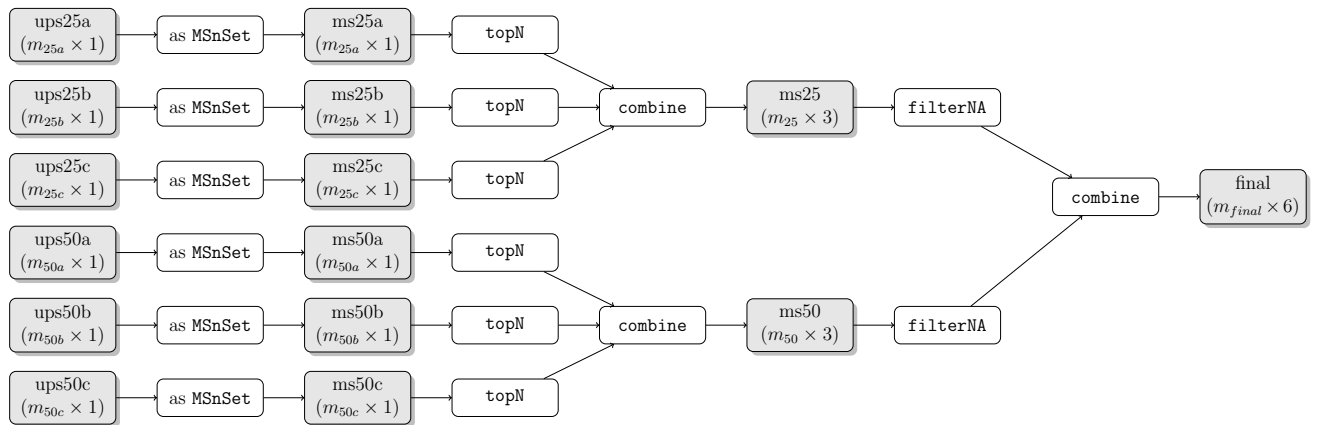 ups25a
(m25a × 1)
as MSnSet
ms25a
(m25a × 1)
topN
ups25b
(m25b × 1)
as MSnSet
ms25b
(m25b × 1)
topN
combine
ms25
(m25 × 3)
filterNA
ups25c
(m25c × 1)
as MSnSet
ms25c
(m25c × 1)
topN
combine
final
(mfinal × 6)
ups50a
(m50a × 1)
as MSnSet
ms50a
(m50a × 1)
topN
ups50b
(m50b × 1)
as MSnSet
ms50b
(m50b × 1)
topN
combine
ms50
(m50 × 3)
filterNA
ups50c
(m50c × 1)
as MSnSet
ms50c
(m50c × 1)
topN